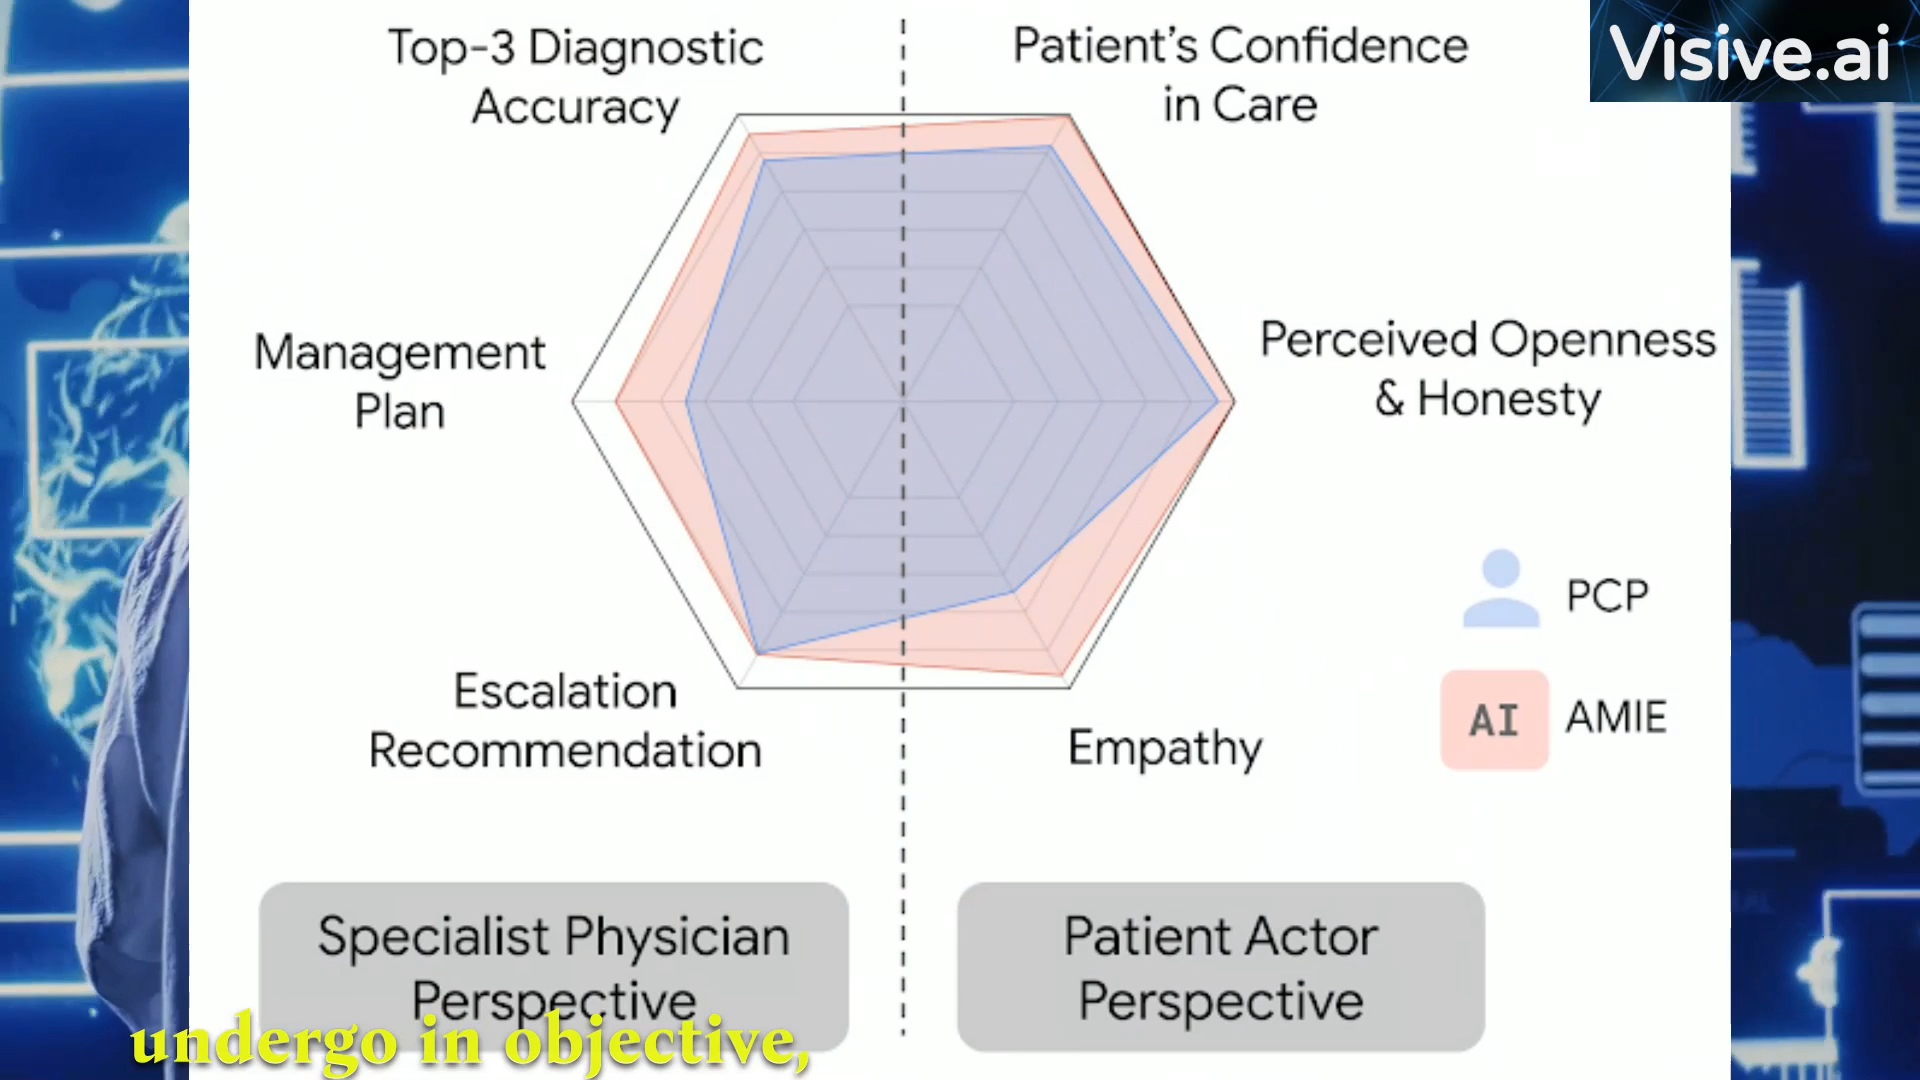 Top-3 Diagnostic
Accuracy
Patient's Confidence
in Care
Visive.ai
Management
Plan
Perceived Openness
& Honesty
PCP
AI
AMIE
Escalation
Recommendation
Empathy
Specialist Physician
Perspective
Patient Actor
Perspective
undergo in objective,